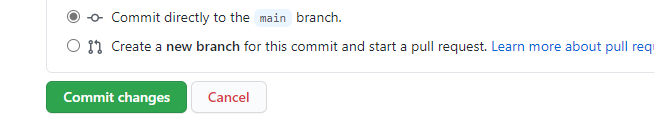 Commit directly to the main branch.
Create a new branch for this commit and start a pull request. Learn more about pull
Commit changes Cancel